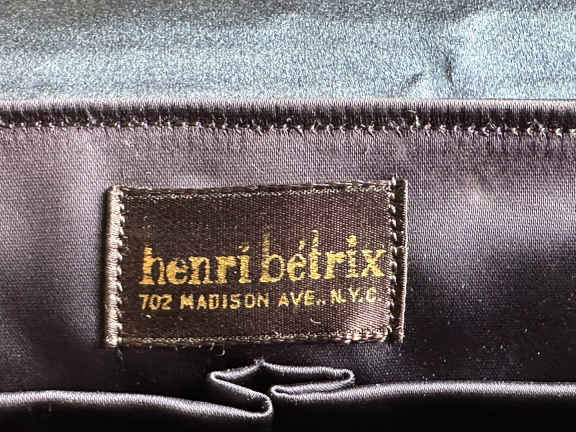 henri bétrix
702 MADISON AVE., N.Y.C.